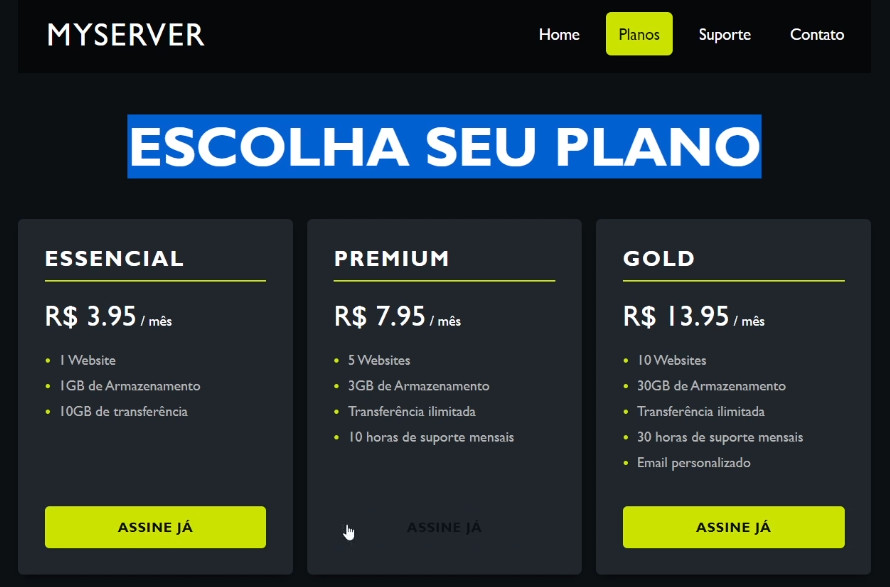 MYSERVER
Home Planos Suporte Contato
ESCOLHA SEU PLANO
ESSENCIAL
R$ 3.95 / mês
1 Website
1GB de Armazenamento
10GB de transferência
ASSINE JÁ
PREMIUM
R$ 7.95 / mês
5 Websites
3GB de Armazenamento
Transferência ilimitada
10 horas de suporte mensais
ASSINE JÁ
GOLD
R$ 13.95 / mês
10 Websites
30GB de Armazenamento
Transferência ilimitada
30 horas de suporte mensais
Email personalizado
ASSINE JÁ